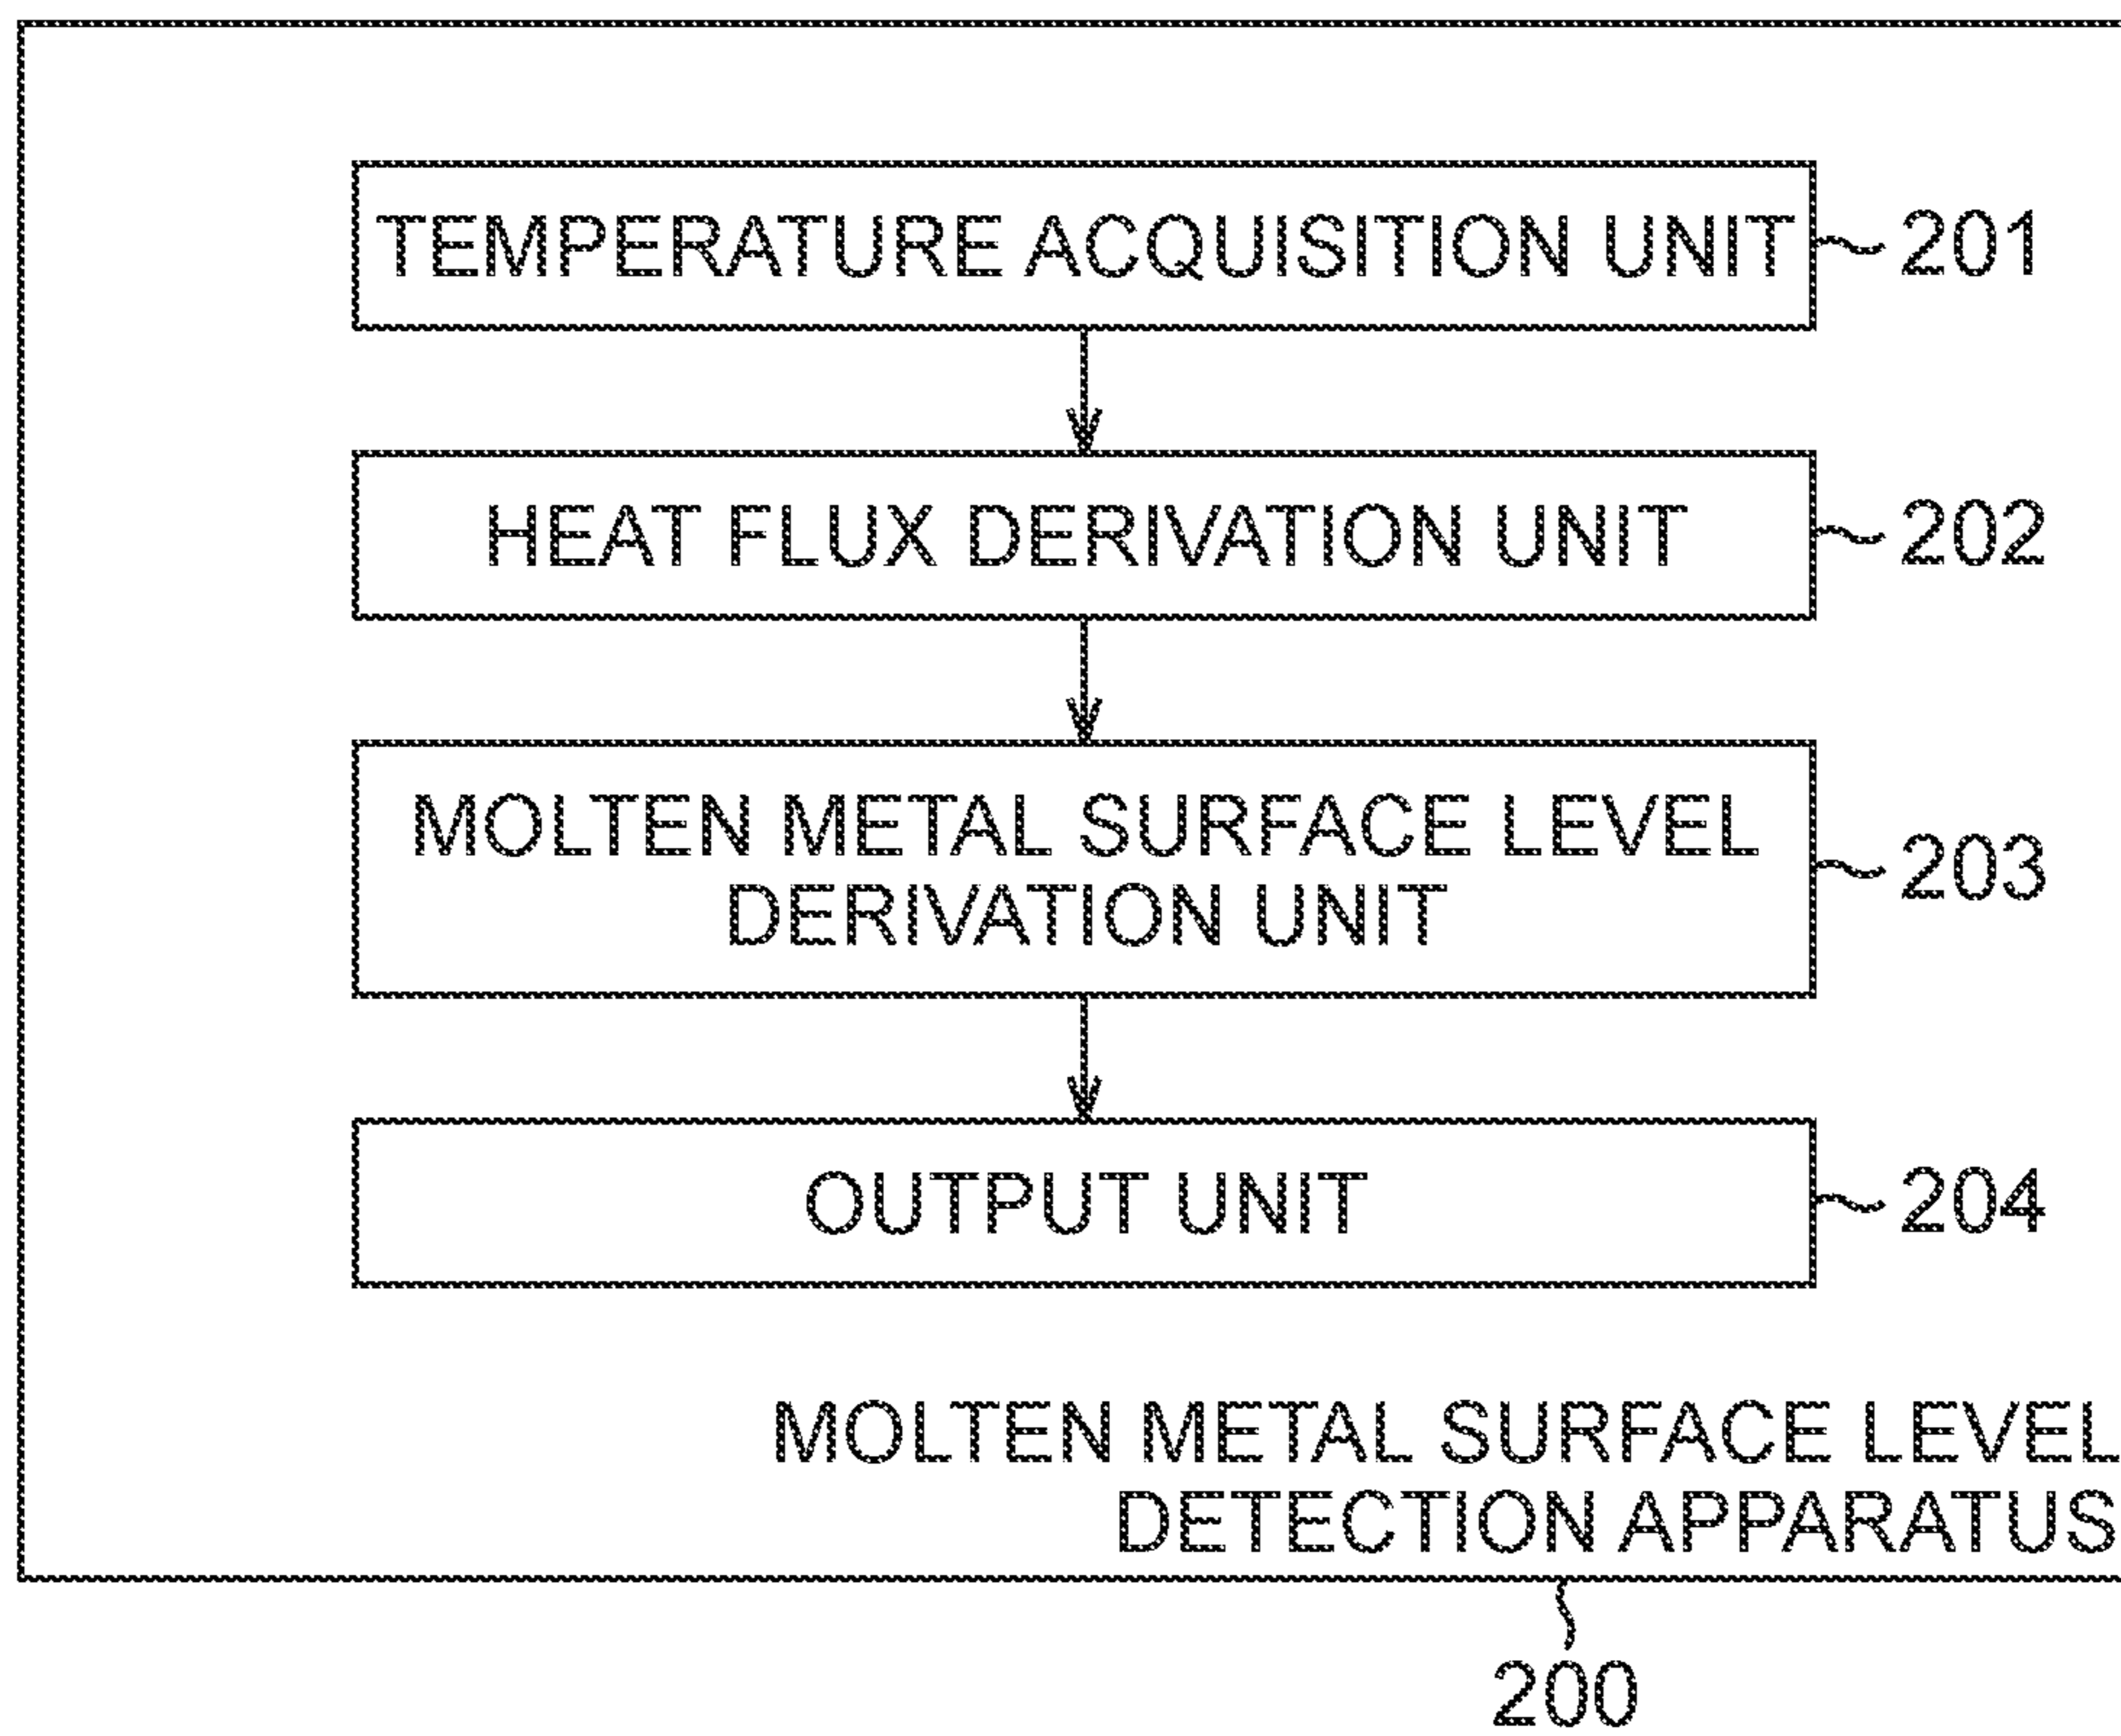 TEMPERATURE ACQUISITION UNIT
201
HEAT FLUX DERIVATION UNIT
202
MOLTEN METAL SURFACE LEVEL
DERIVATION UNIT
203
OUTPUT UNIT
204
MOLTEN METAL SURFACE LEVEL
DETECTION APPARATUS
200